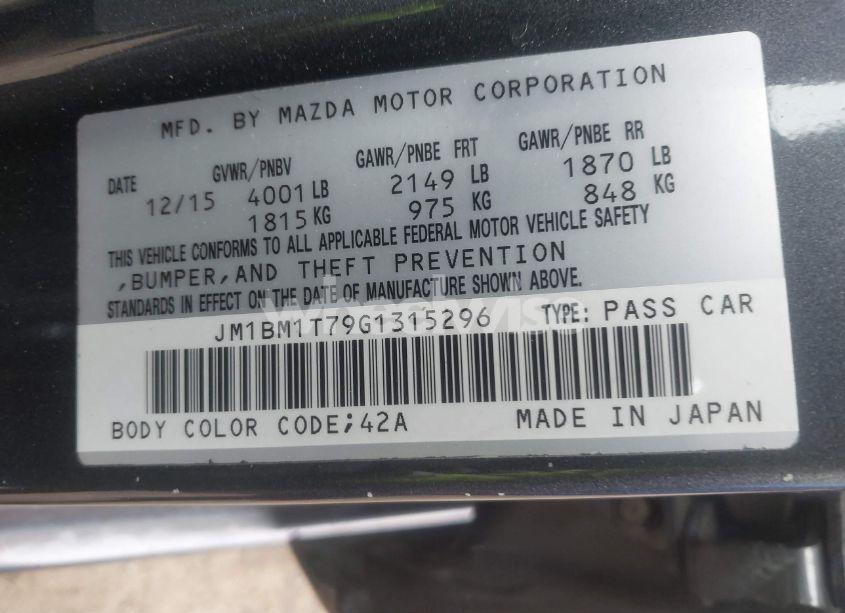 MFD. BY MAZDA MOTOR CORPORATION
DATE GVWR/PNBV GAWR/PNBE FRT GAWR/PNBE RR
12/15 4001 LB 2149 LB 1870 LB
1815 KG 975 KG 848 KG
THIS VEHICLE CONFORMS TO ALL APPLICABLE FEDERAL MOTOR VEHICLE SAFETY
,BUMPER,AND THEFT PREVENTION
STANDARDS IN EFFECT ON THE DATE OF MANUFACTURE SHOWN ABOVE.
JM1BM1T79G1315296 TYPE: PASS CAR
BODY COLOR CODE;42A MADE IN JAPAN